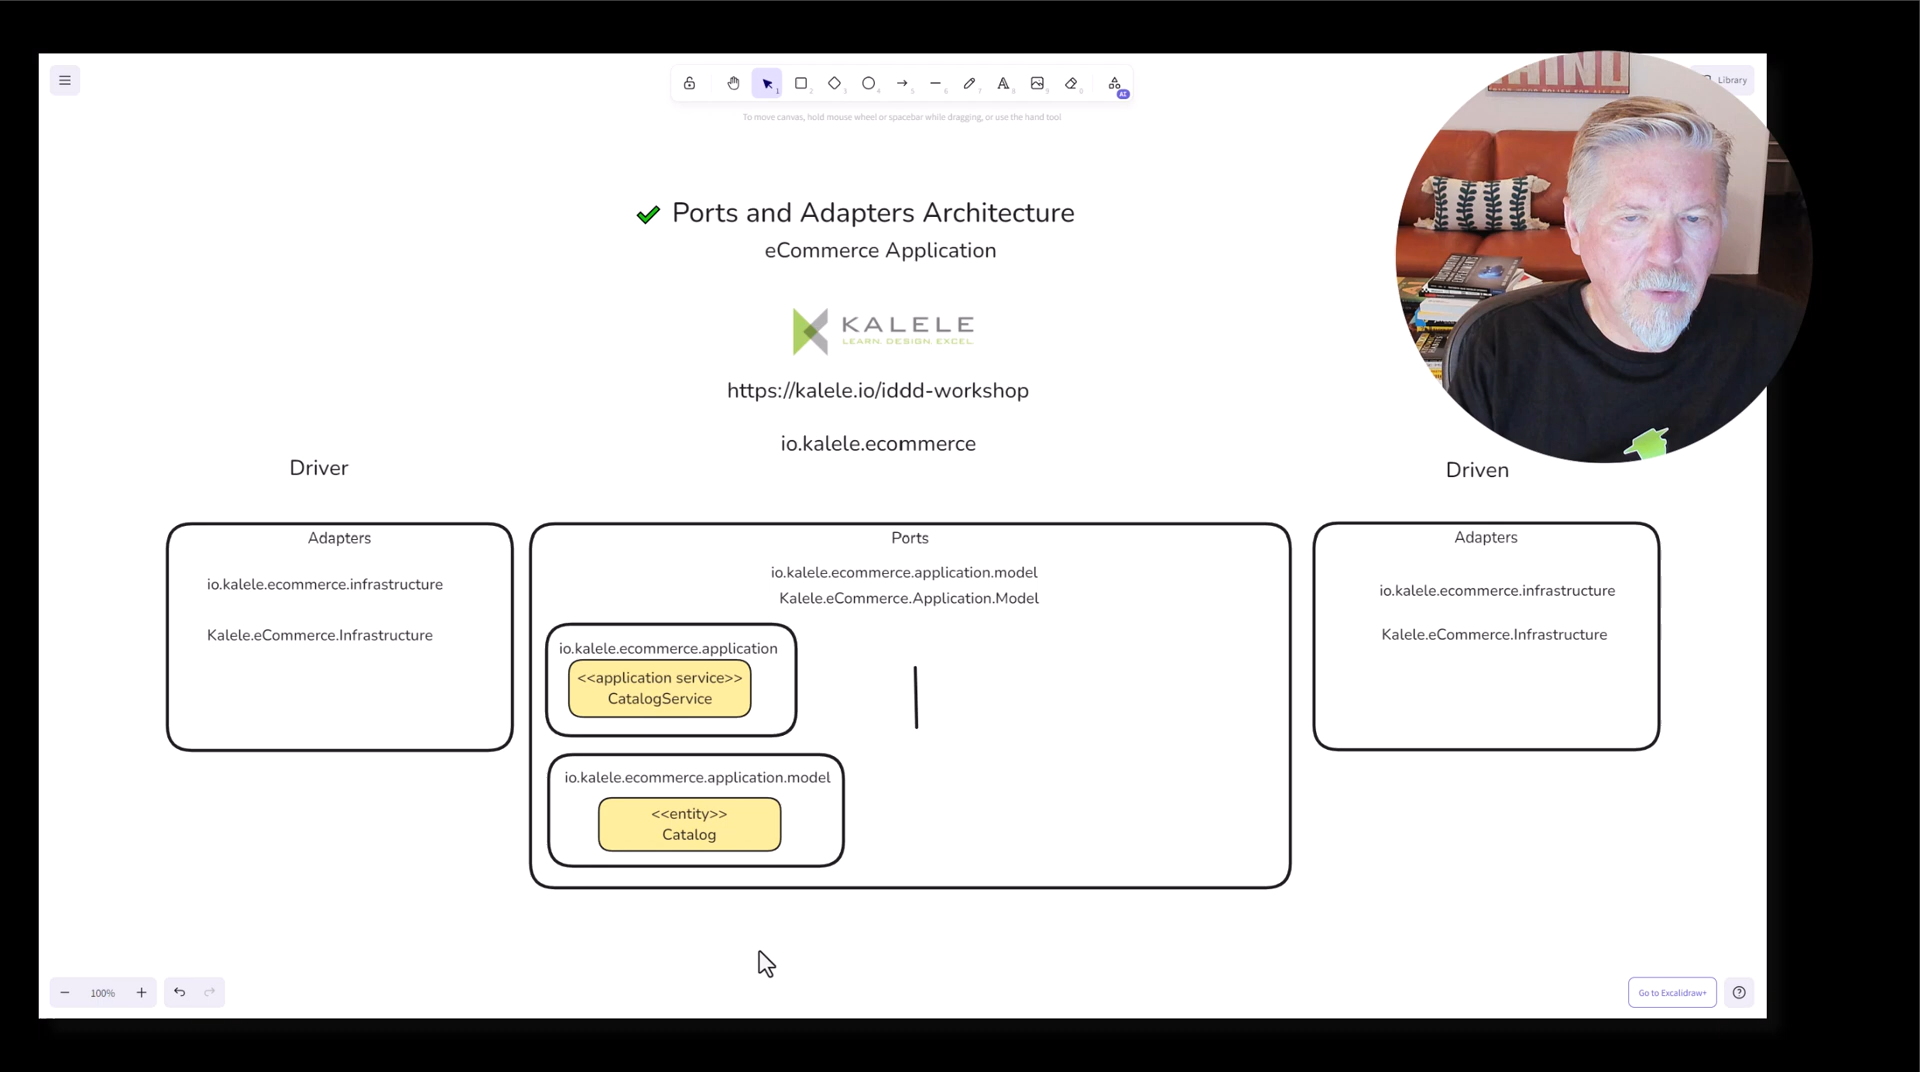 Library
To move canvas, hold mouse wheel or spacebar while dragging, or use the hand tool
Ports and Adapters Architecture
eCommerce Application
KALELE
LEARN. DESIGN. EXCEL.
https://kalele.io/iddd-workshop
io.kalele.ecommerce
Driver
Driven
Adapters
io.kalele.ecommerce.infrastructure
Kalele.eCommerce.Infrastructure
Ports
io.kalele.ecommerce.application.model
Kalele.eCommerce.Application.Model
io.kalele.ecommerce.application
<<application service>>
CatalogService
io.kalele.ecommerce.application.model
<<entity>>
Catalog
Adapters
io.kalele.ecommerce.infrastructure
Kalele.eCommerce.Infrastructure
100%
Go to Excalidraw+